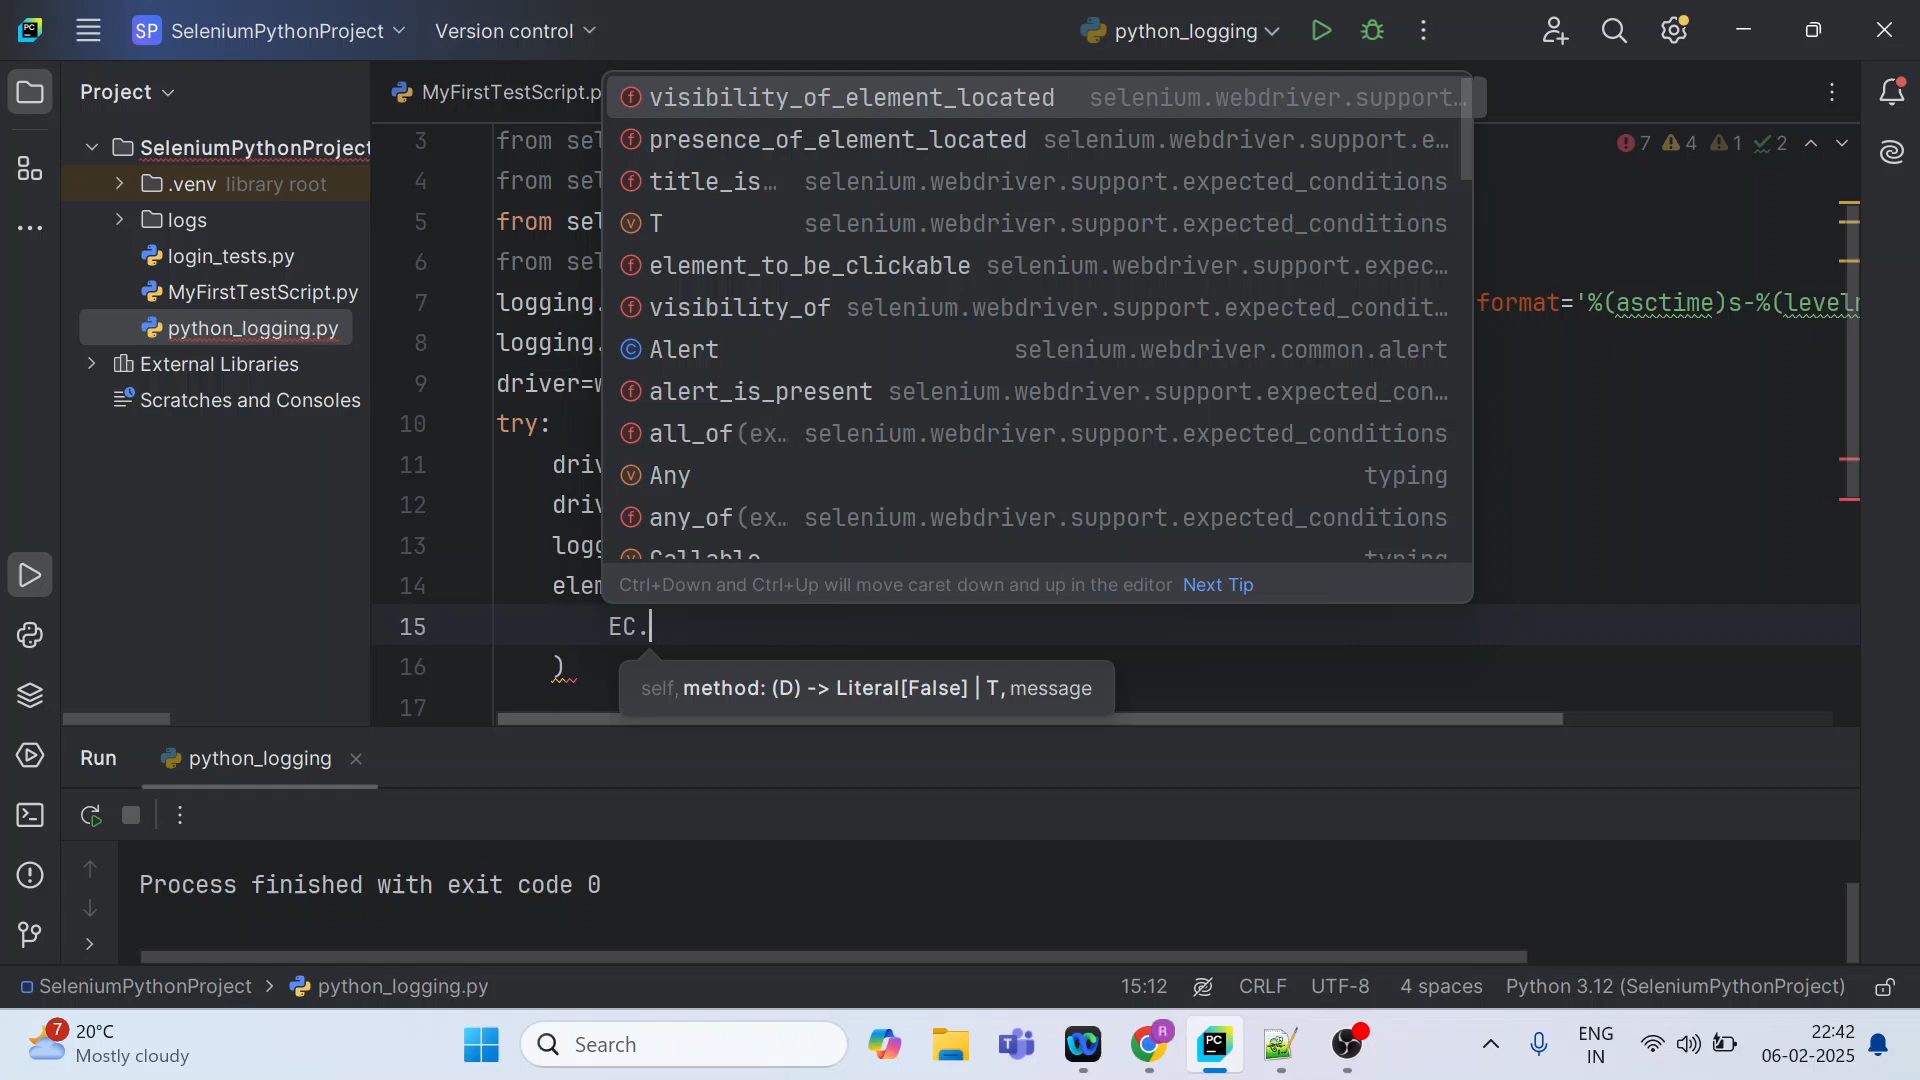 SP SeleniumPythonProject Version control python_logging
Project
MyFirstTestScript.p
SeleniumPythonProject
.venv library root
logs
login_tests.py
MyFirstTestScript.py
python_logging.py
External Libraries
Scratches and Consoles
7 4 1 2
3 from sel
4 from sel
5 from sel
6 from sel
7 logging. format='%(asctime)s-%(leveln
8 logging.
9 driver=w
10 try:
11 driv
12 driv
13 logg
14 elem
15 EC.
16 )
17
visibility_of_element_located selenium.webdriver.support…
presence_of_element_located selenium.webdriver.support.e…
title_is… selenium.webdriver.support.expected_conditions
T selenium.webdriver.support.expected_conditions
element_to_be_clickable selenium.webdriver.support.expec…
visibility_of selenium.webdriver.support.expected_condit…
Alert selenium.webdriver.common.alert
alert_is_present selenium.webdriver.support.expected_con…
all_of(ex… selenium.webdriver.support.expected_conditions
Any typing
any_of(ex… selenium.webdriver.support.expected_conditions
Callable typing
Ctrl+Down and Ctrl+Up will move caret down and up in the editor Next Tip
self, method: (D) -> Literal[False] | T, message
Run python_logging
Process finished with exit code 0
SeleniumPythonProject > python_logging.py 15:12 CRLF UTF-8 4 spaces Python 3.12 (SeleniumPythonProject)
7 20°C
Mostly cloudy
Search
R
PC
ENG
IN
22:42
06-02-2025